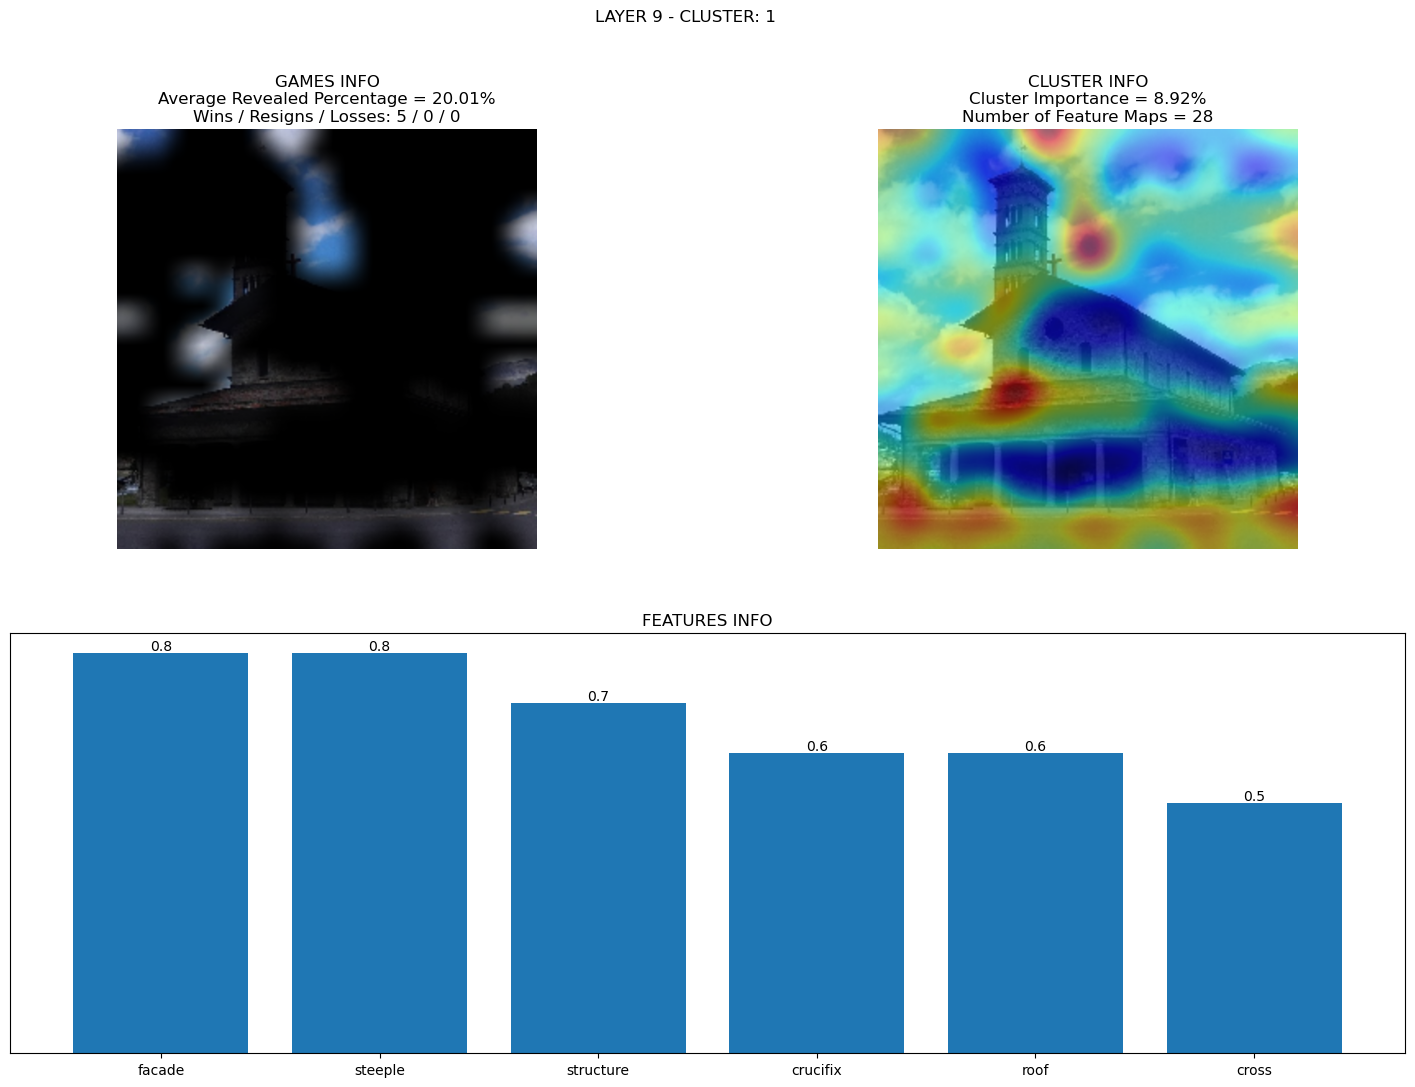 LAYER 9 - CLUSTER: 1
GAMES INFO
Average Revealed Percentage = 20.01%
Wins / Resigns / Losses: 5 / 0 / 0
CLUSTER INFO
Cluster Importance = 8.92%
Number of Feature Maps = 28
FEATURES INFO
0.8 0.8 0.7 0.6 0.6 0.5
facade steeple structure crucifix roof cross